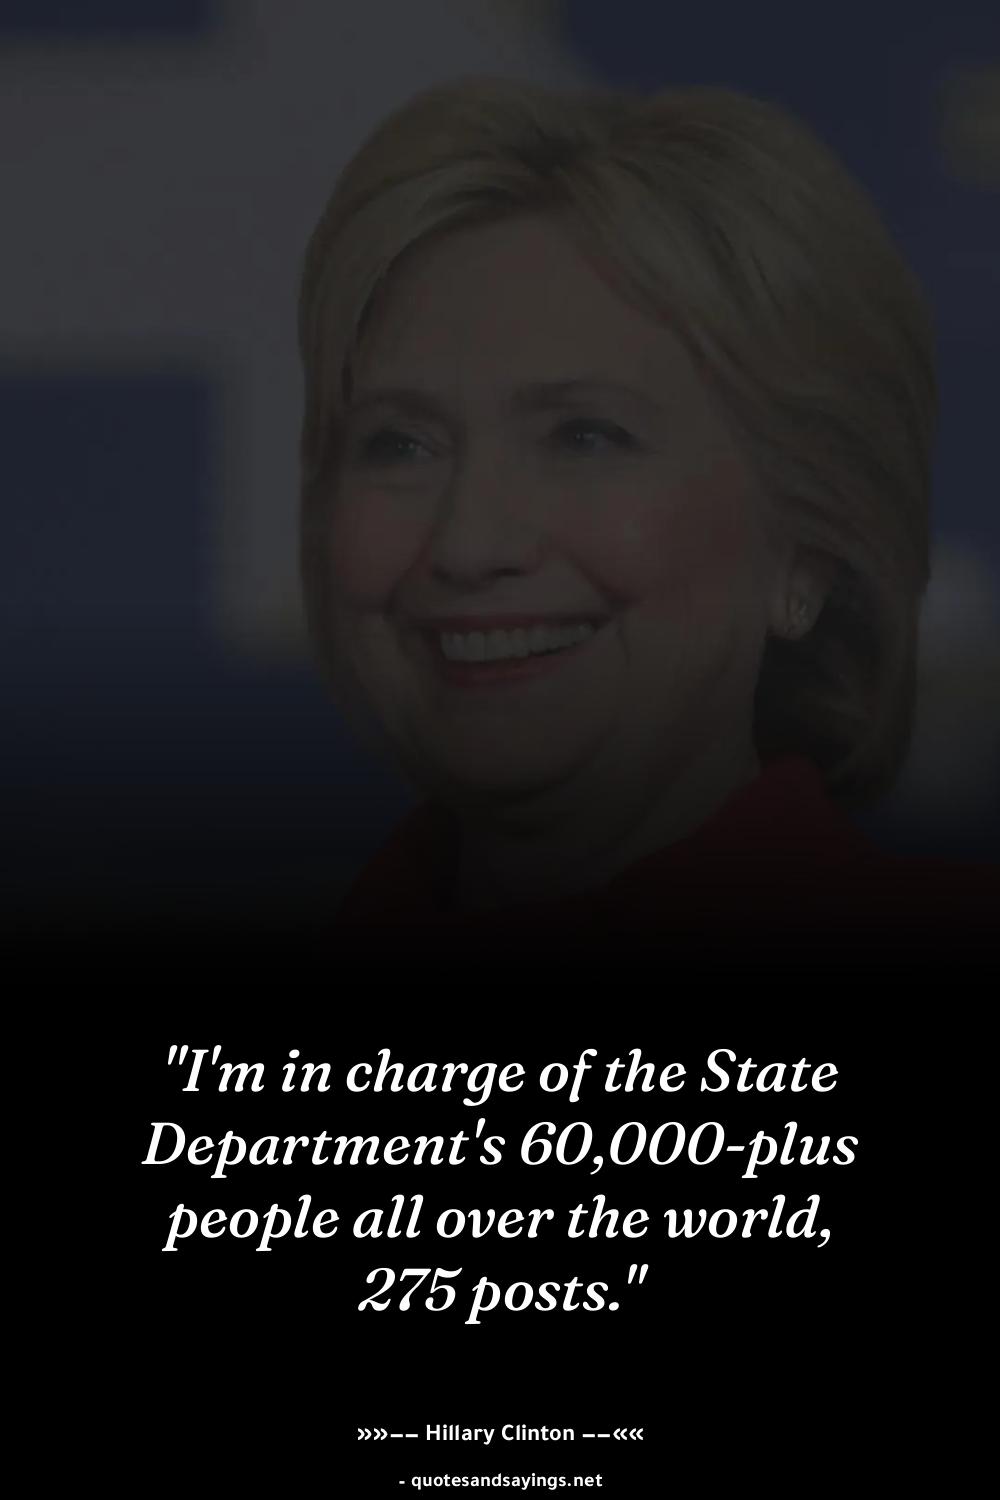 "I'm in charge of the State
Department's 60,000-plus
people all over the world,
275 posts."
»»–– Hillary Clinton ––««
- quotesandsayings.net